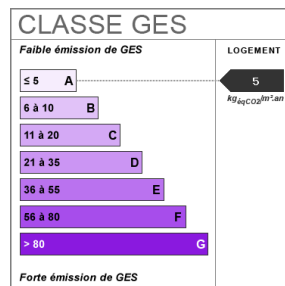 CLASSE GES
Faible émission de GES
LOGEMENT
≤ 5 A
5
kgéqCO2/m².an
6 à 10 B
11 à 20 C
21 à 35 D
36 à 55 E
56 à 80 F
> 80 G
Forte émission de GES